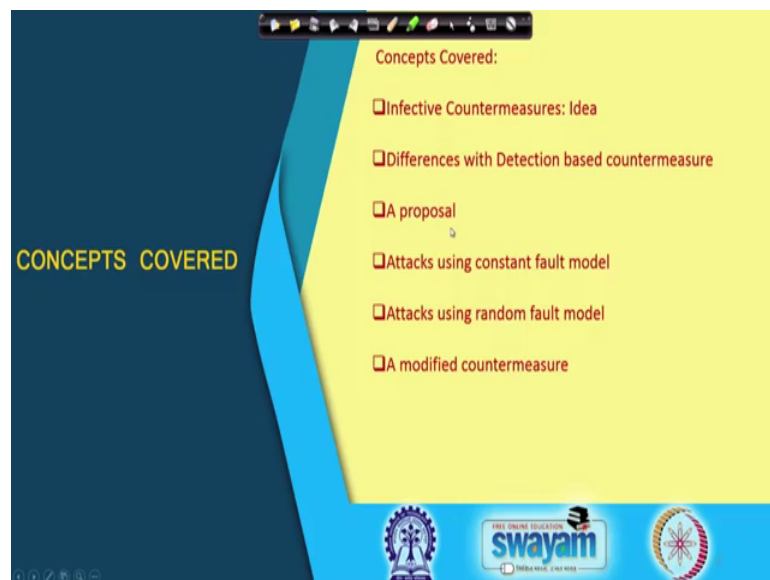 Concepts Covered:
❑Infective Countermeasures: Idea
❑Differences with Detection based countermeasure
❑A proposal
CONCEPTS COVERED
❑Attacks using constant fault model
❑Attacks using random fault model
❑A modified countermeasure
FREE ONLINE EDUCATION
swayam